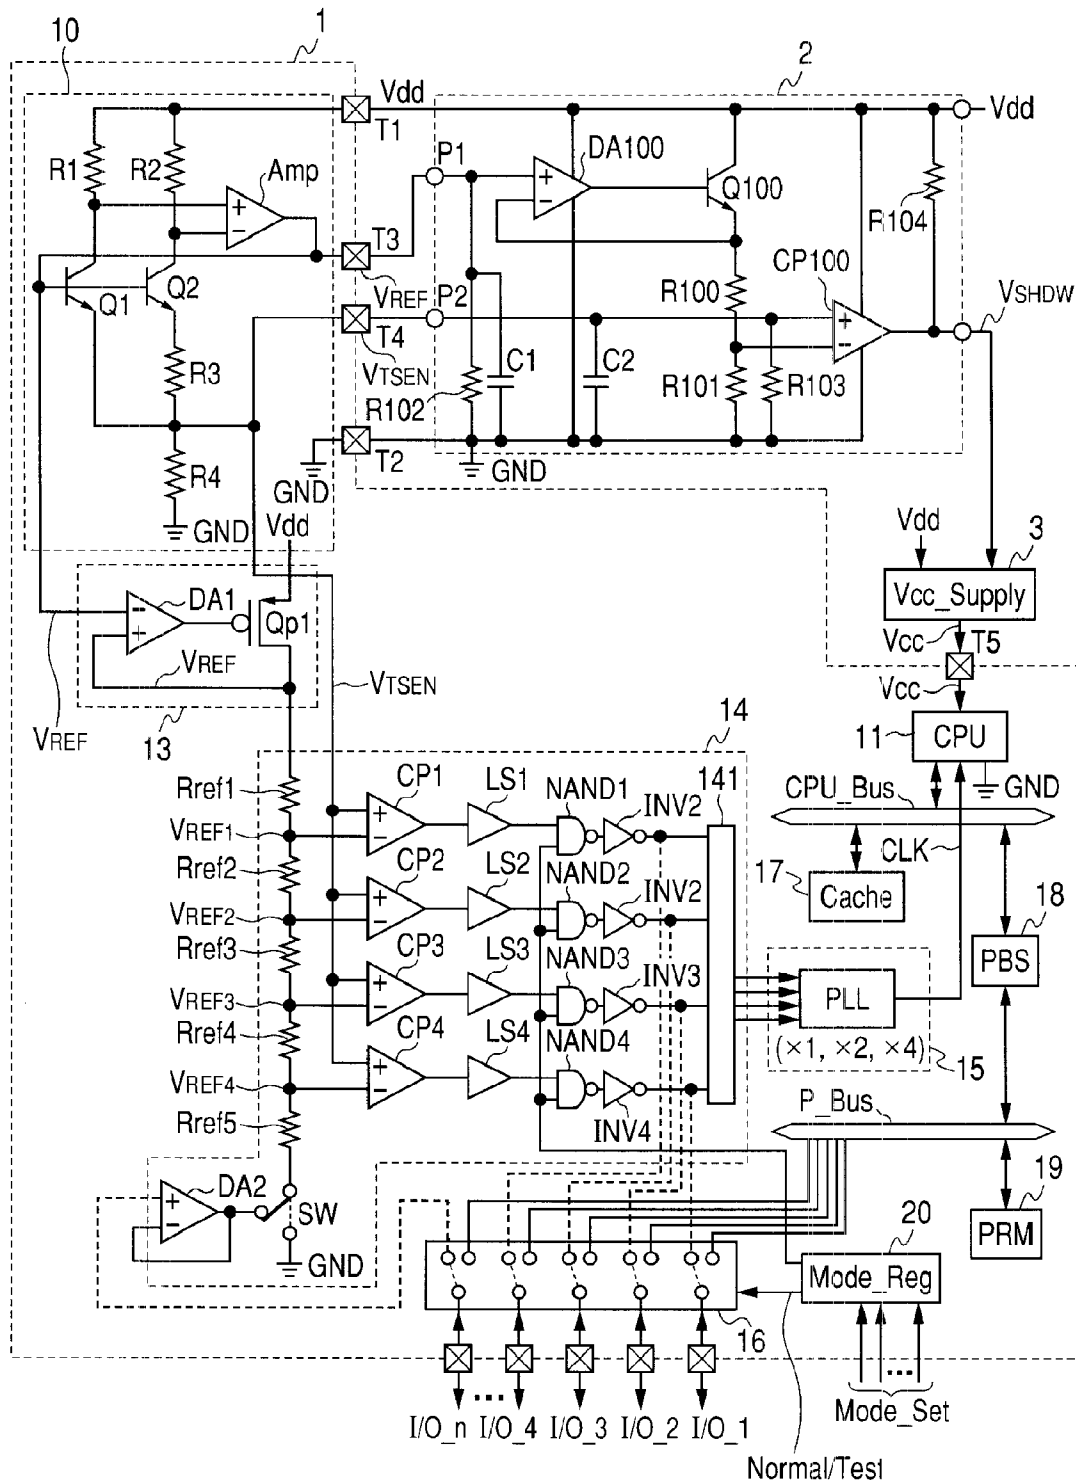 1
10
2
Vdd
Vdd
T1
P1
DA100
R1
R2
Amp
Q100
R104
T3
CP100
Q1
Q2
VREF
P2
R100
VSHDW
T4
R3
VTSEN
C1
C2
R101
R103
R102
T2
R4
GND
GND
GND
Vdd
Vdd
3
DA1
Qp1
Vcc_Supply
Vcc
T5
VREF
VTSEN
Vcc
VREF
13
14
11
CPU
CP1
LS1
NAND1
INV2
141
CPU_Bus
GND
Rref1
VREF1
CLK
Rref2
CP2
LS2
NAND2
INV2
17
Cache
18
VREF2
Rref3
CP3
LS3
NAND3
INV3
PBS
VREF3
PLL
Rref4
CP4
LS4
NAND4
(×1, ×2, ×4)
15
VREF4
P_Bus
Rref5
INV4
DA2
SW
19
20
PRM
GND
Mode_Reg
16
...
...
Mode_Set
I/O_n I/O_4 I/O_3 I/O_2 I/O_1
Normal/Test